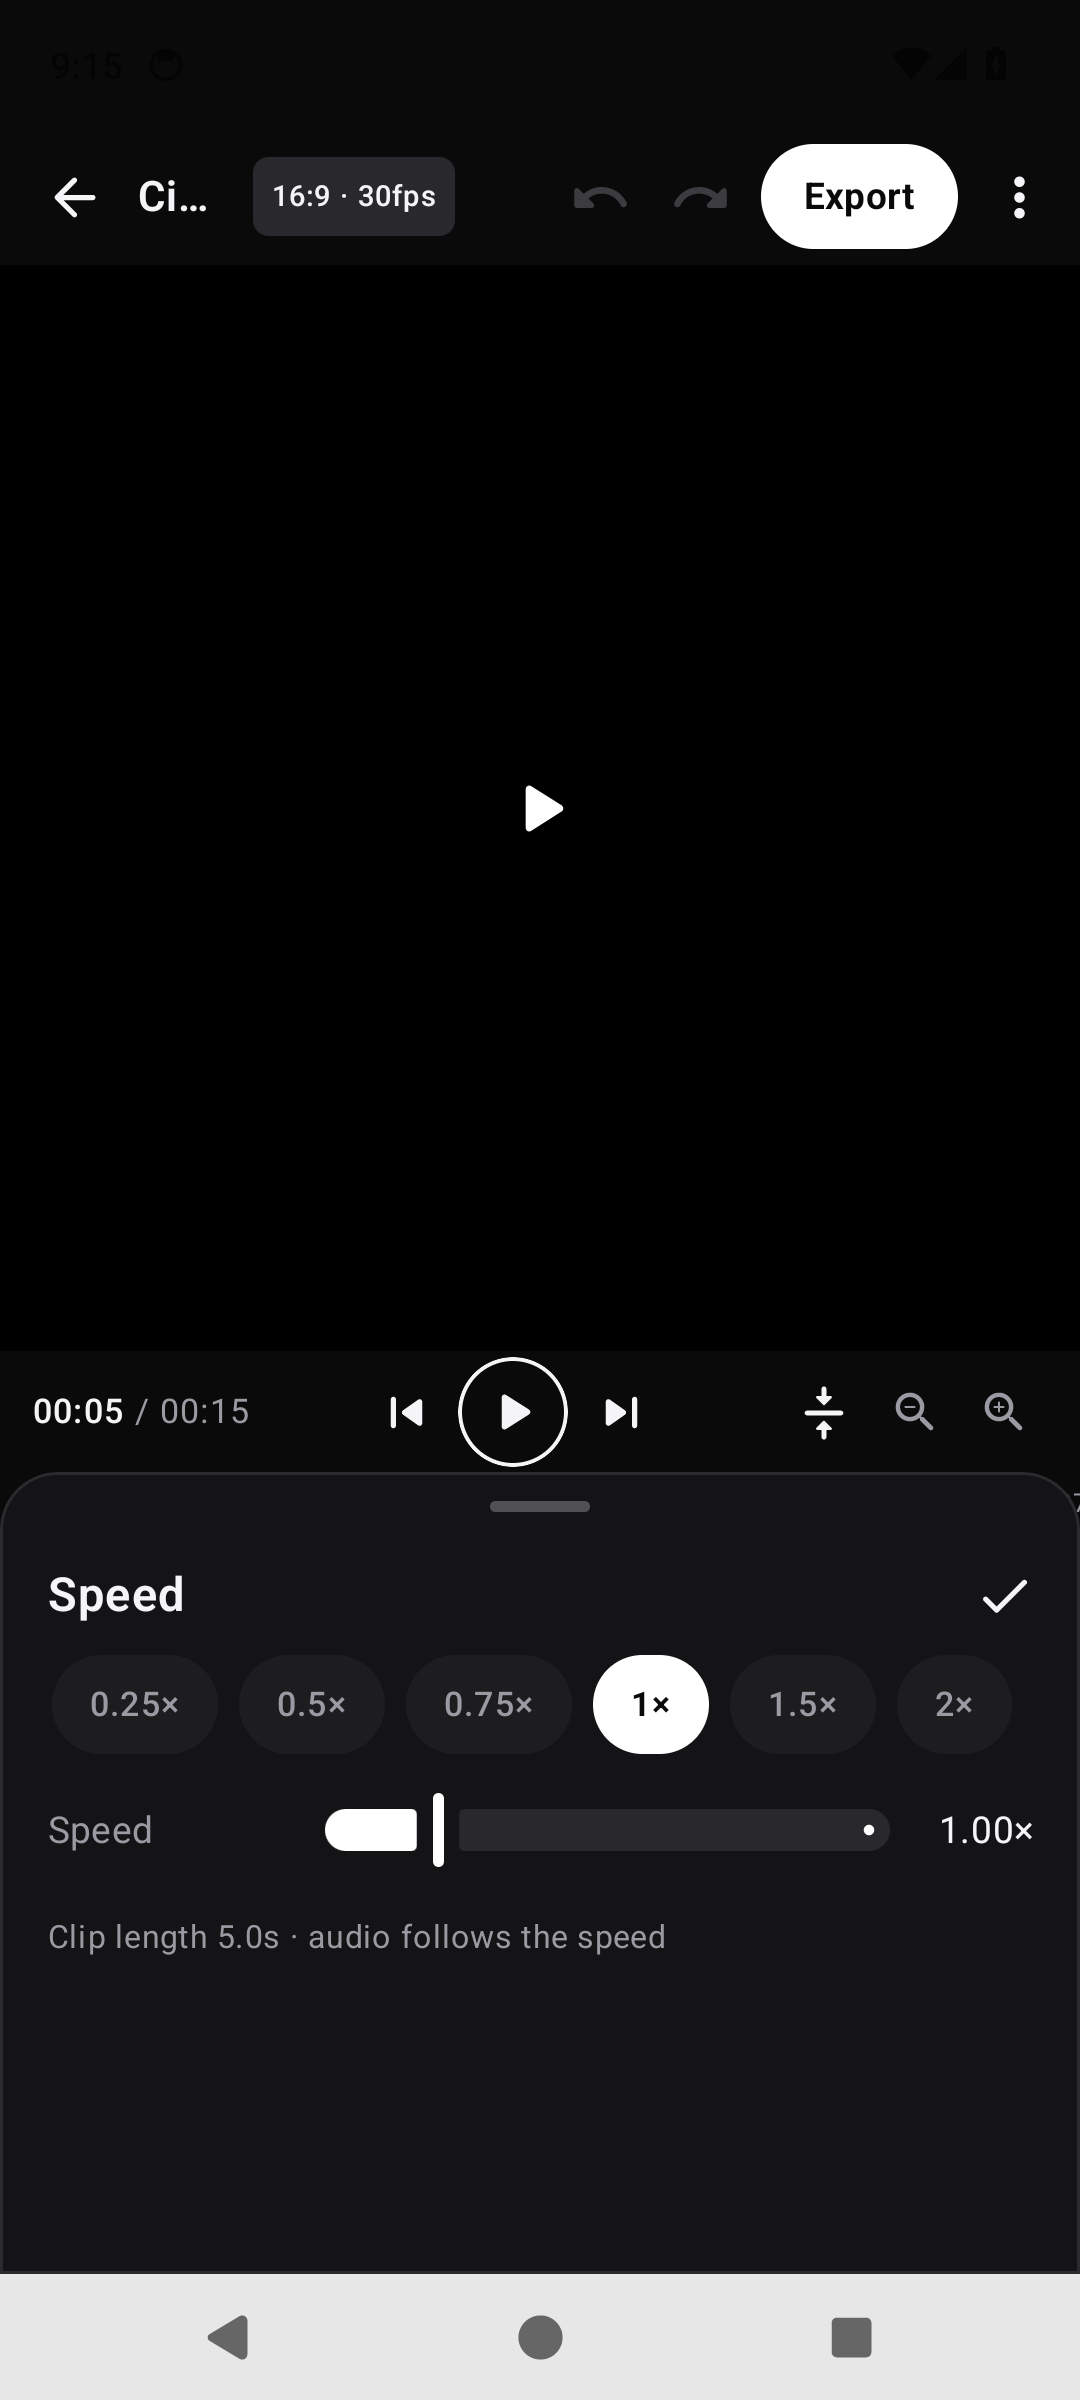 9:15
Ci...
16:9 · 30fps
Export
00:05 / 00:15
Speed
0.25×
0.5×
0.75×
1×
1.5×
2×
Speed
1.00×
Clip length 5.0s · audio follows the speed